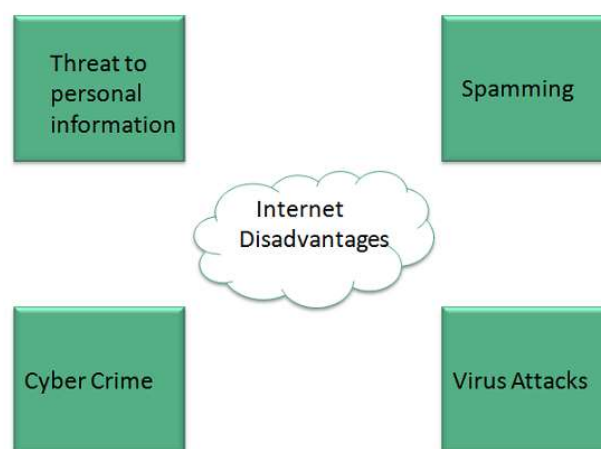 Threat to
personal
information
Spamming
Internet
Disadvantages
Cyber Crime
Virus Attacks